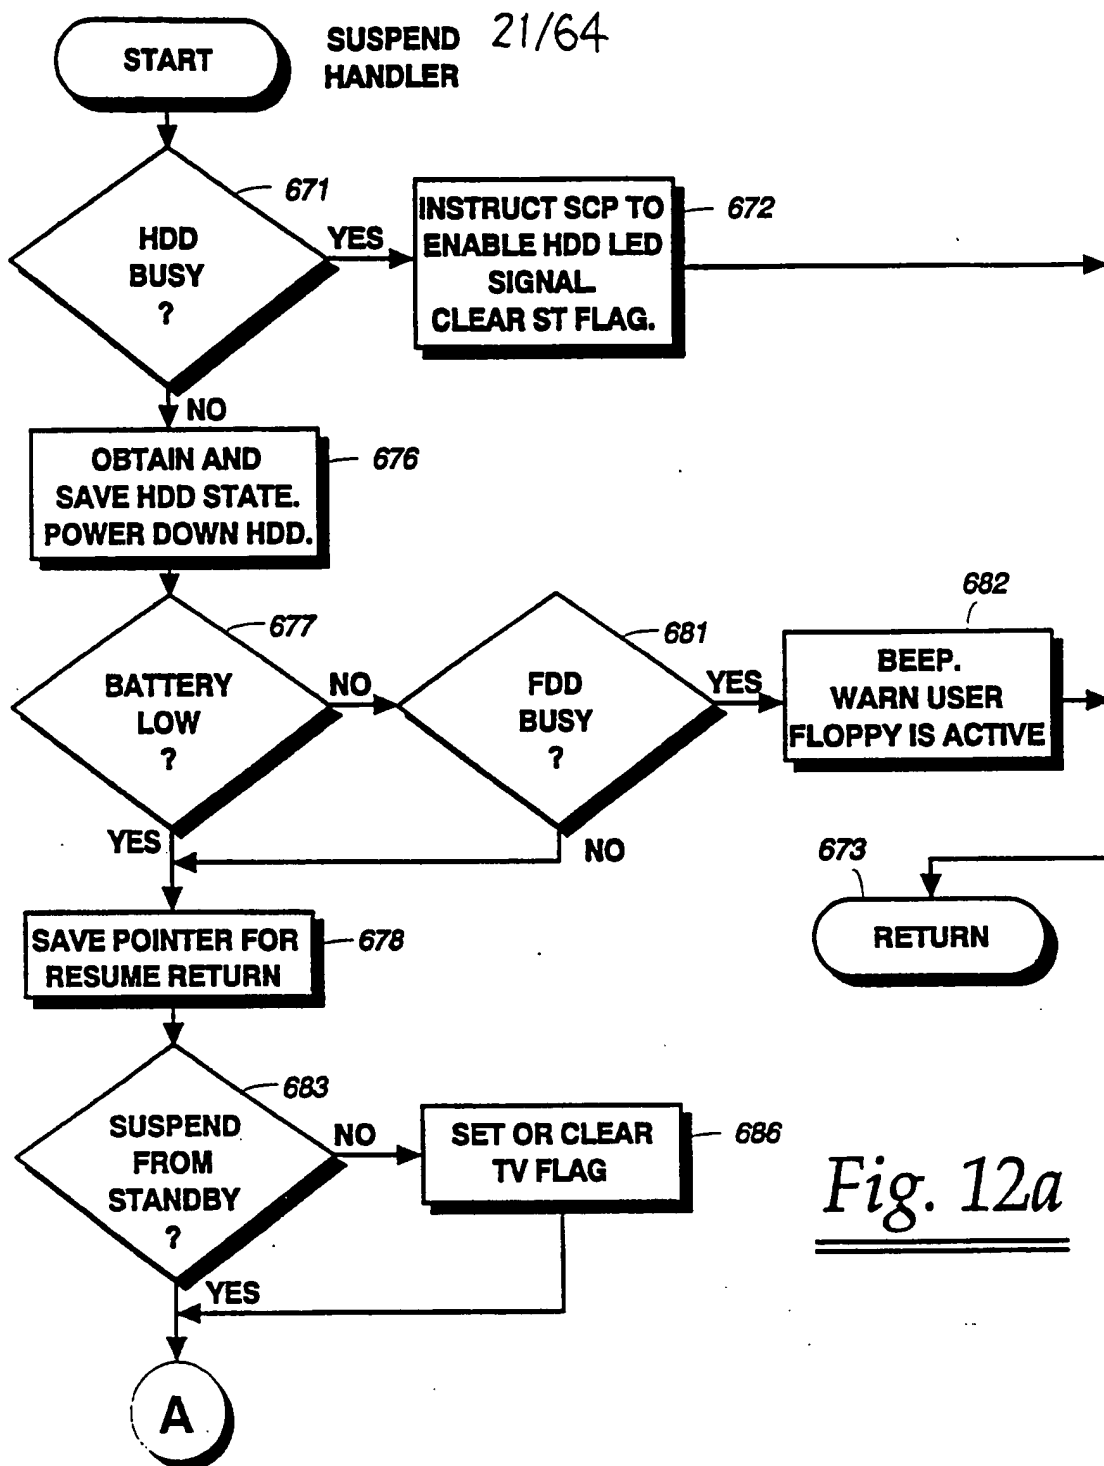 START
SUSPEND
HANDLER
21/64
671
HDD
BUSY
?
YES
INSTRUCT SCP TO
ENABLE HDD LED
SIGNAL.
CLEAR ST FLAG.
672
NO
OBTAIN AND
SAVE HDD STATE.
POWER DOWN HDD.
676
677
BATTERY
LOW
?
NO
681
FDD
BUSY
?
YES
682
BEEP.
WARN USER
FLOPPY IS ACTIVE
YES
NO
673
RETURN
SAVE POINTER FOR
RESUME RETURN
678
683
SUSPEND
FROM
STANDBY
?
NO
SET OR CLEAR
TV FLAG
686
YES
A
Fig. 12a